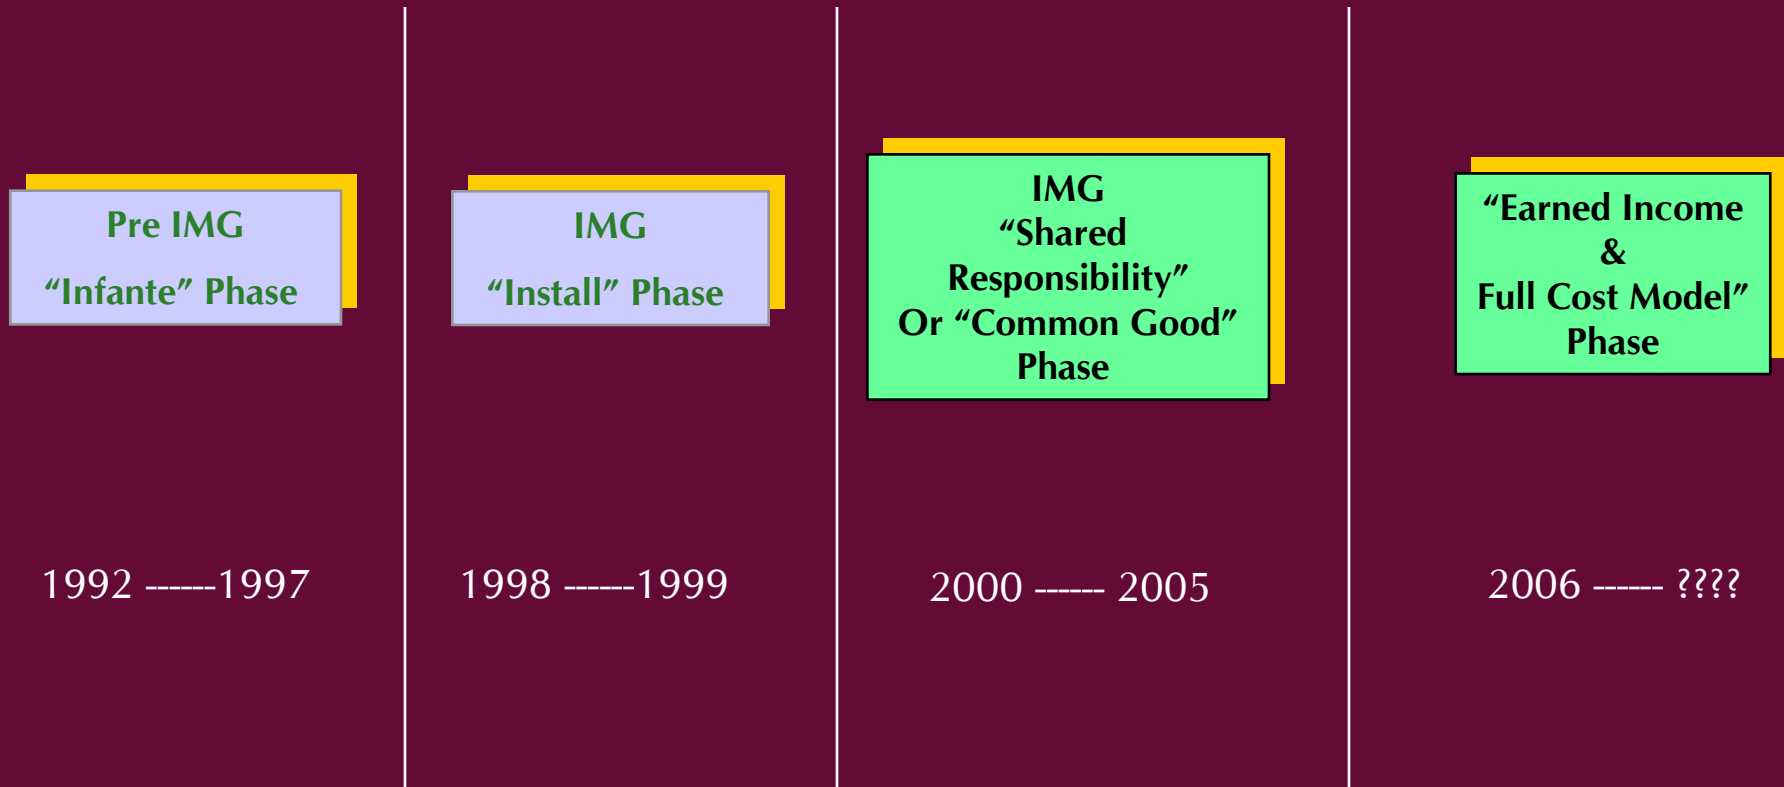 Pre IMG
“Infante” Phase
IMG
“Install” Phase
IMG
“Shared
Responsibility”
Or “Common Good”
Phase
“Earned Income
&
Full Cost Model”
Phase
1992 ------1997
1998 ------1999
2000 ------ 2005
2006 ------ ????